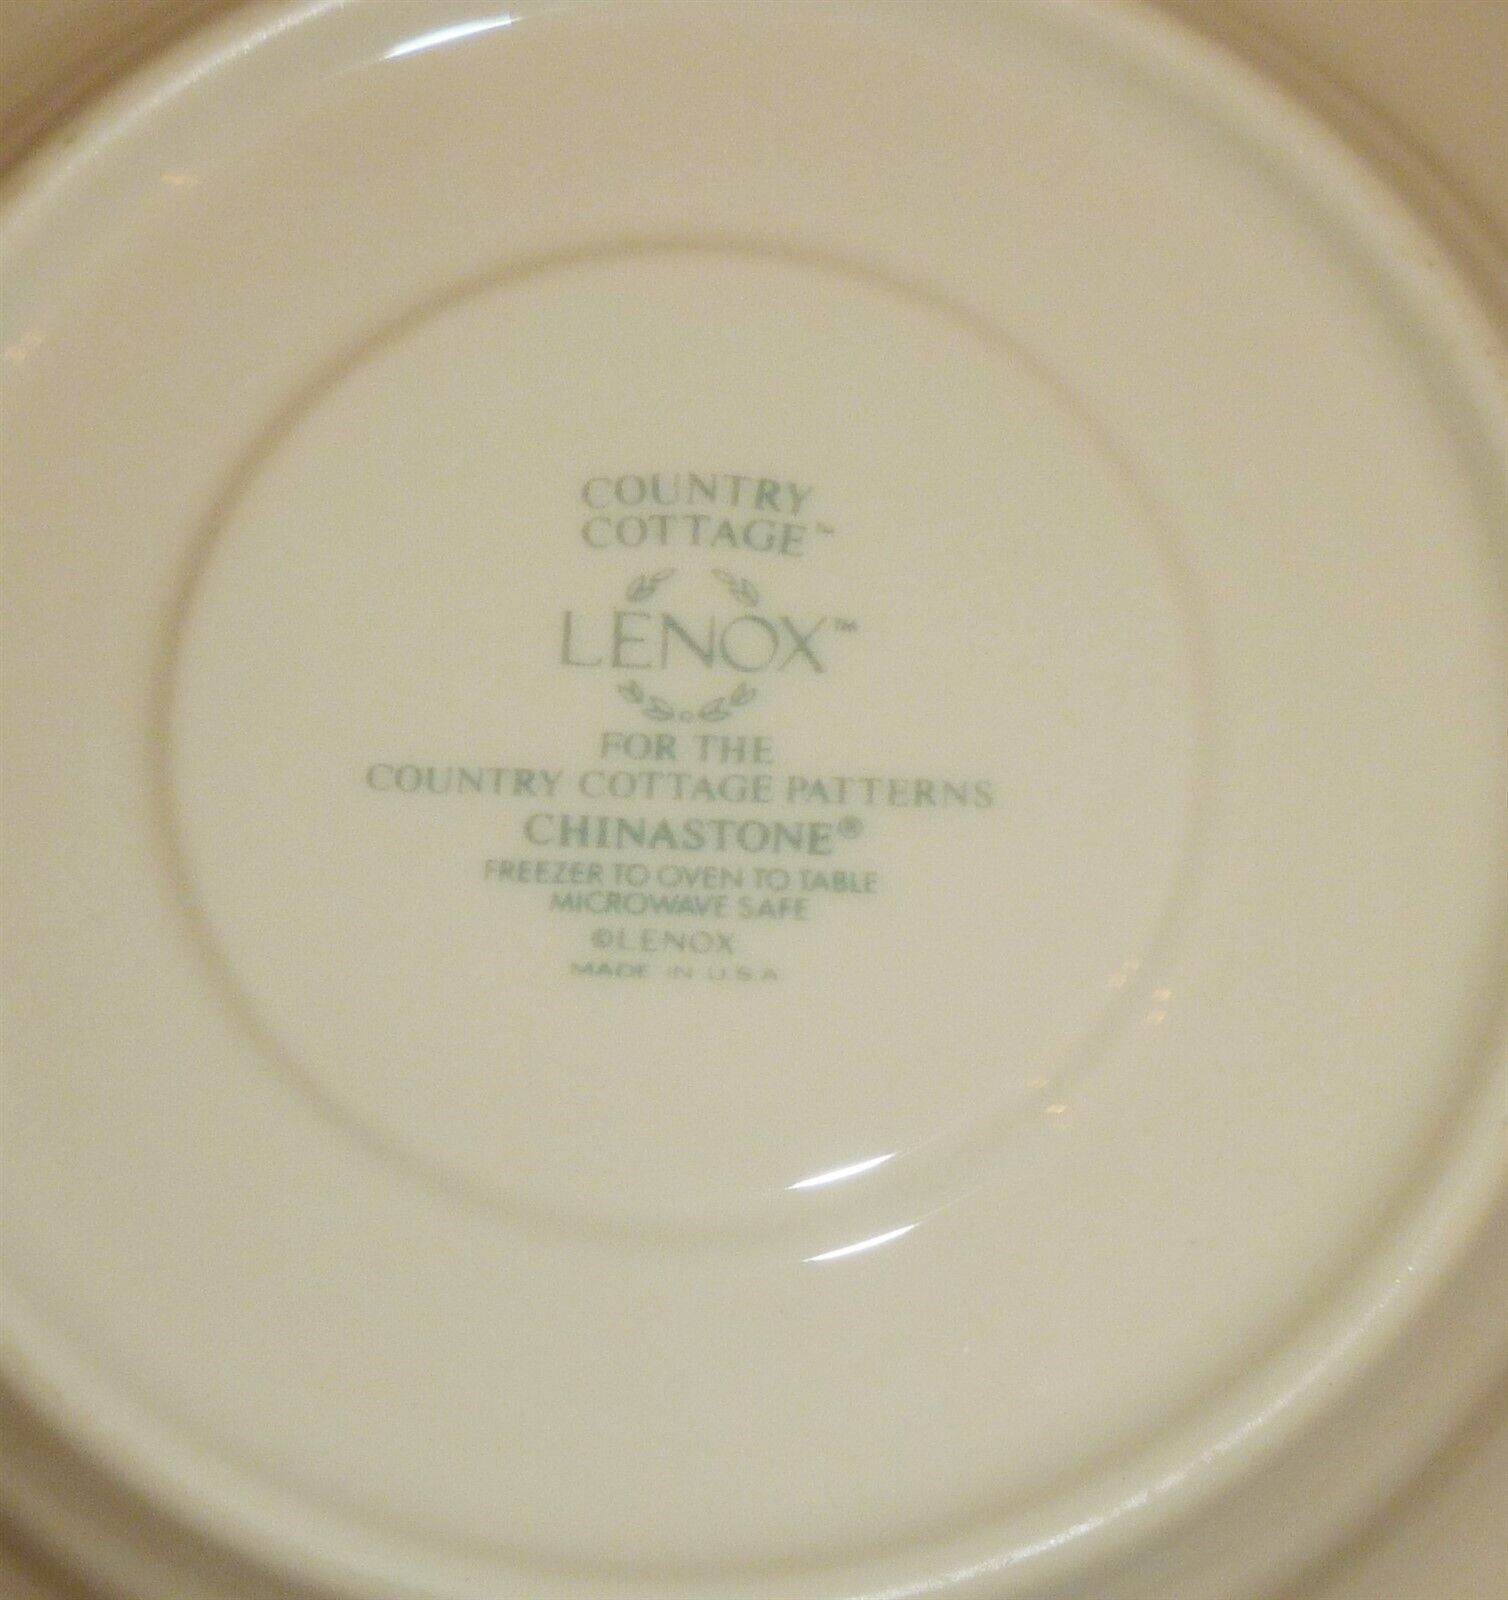 COUNTRY
COTTAGE™
LENOX™
FOR THE
COUNTRY COTTAGE PATTERNS
CHINASTONE®
FREEZER TO OVEN TO TABLE
MICROWAVE SAFE
©LENOX
MADE IN U.S.A